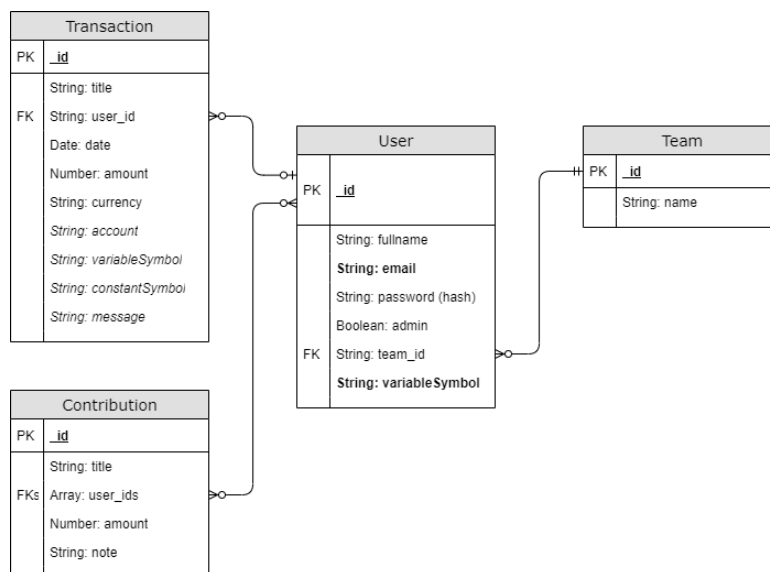 Transaction
PK _id
String: title
FK String: user_id
Date: date
Number: amount
String: currency
String: account
String: variableSymbol
String: constantSymbol
String: message
User
PK _id
String: fullname
String: email
String: password (hash)
Boolean: admin
FK String: team_id
String: variableSymbol
Team
PK _id
String: name
Contribution
PK _id
String: title
FKs Array: user_ids
Number: amount
String: note